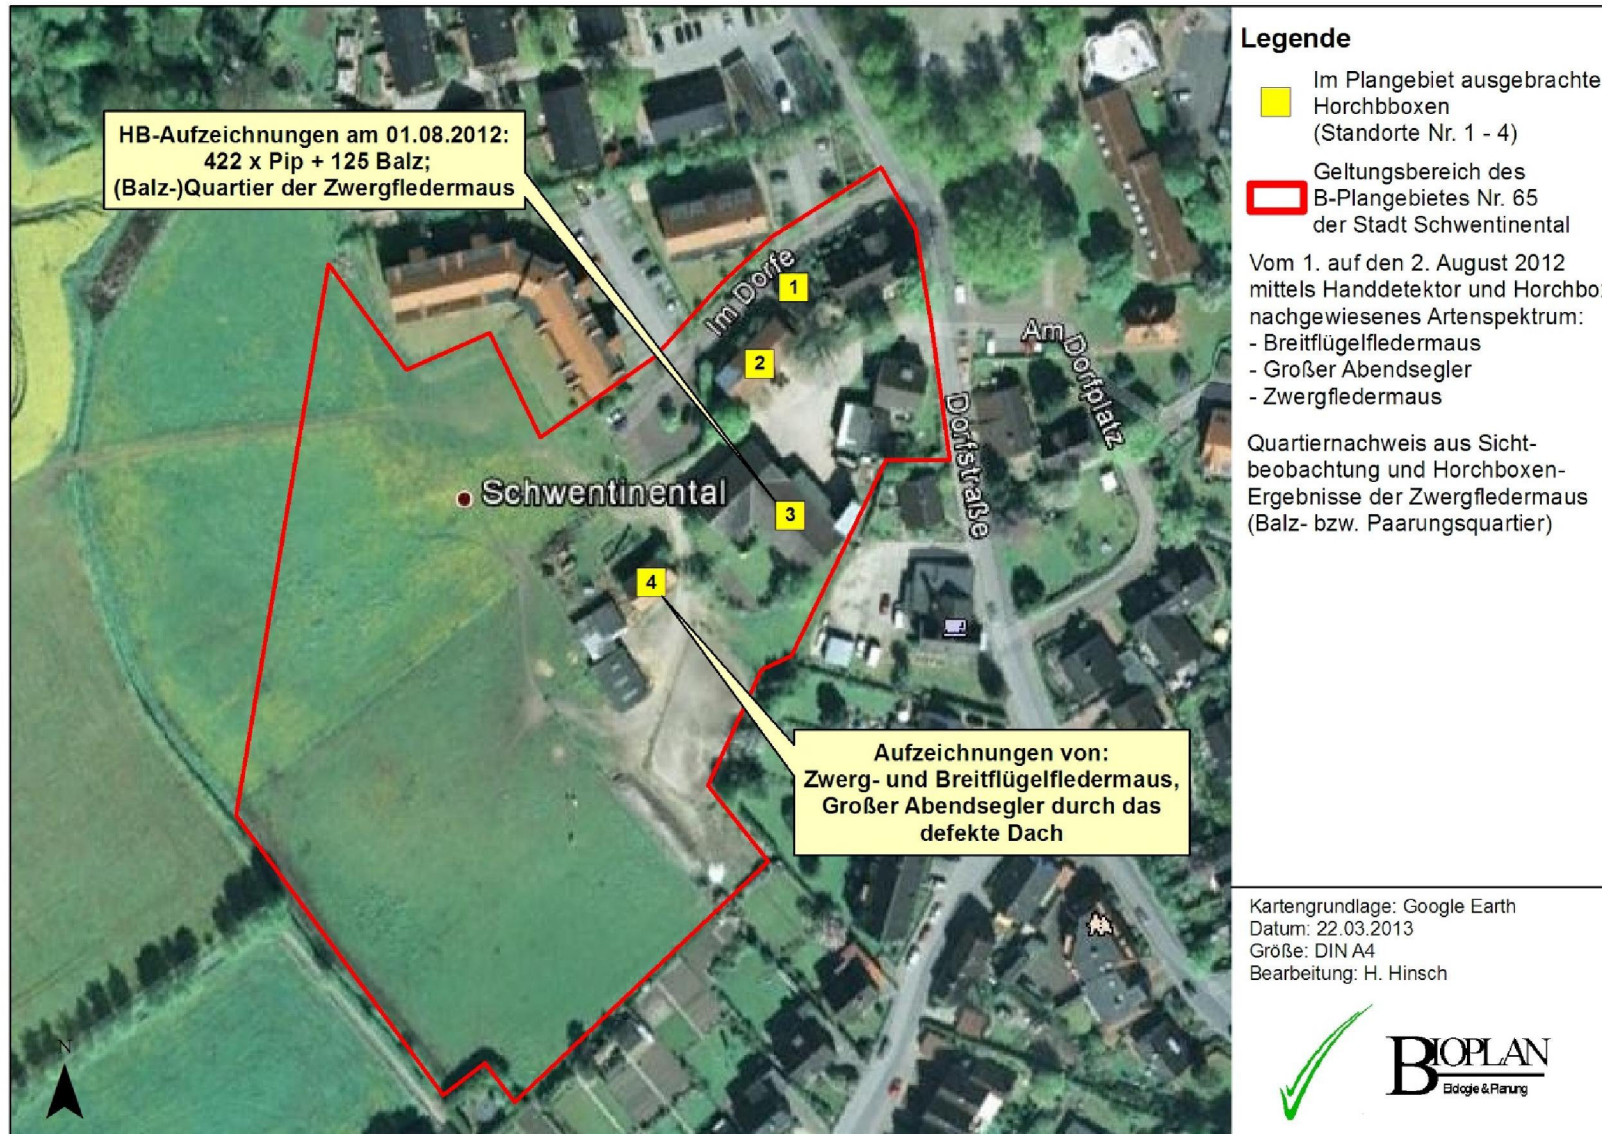 HB-Aufzeichnungen am 01.08.2012:
422 x Pip + 125 Balz;
(Balz-)Quartier der Zwergfledermaus
Im Dorfe
1
2
Am Dorfplatz
Dorfstraße
Schwentinental
3
4
Aufzeichnungen von:
Zwerg- und Breitflügelfledermaus,
Großer Abendsegler durch das
defekte Dach
N
Legende
Im Plangebiet ausgebrachte
Horchbboxen
(Standorte Nr. 1 - 4)
Geltungsbereich des
B-Plangebietes Nr. 65
der Stadt Schwentinental
Vom 1. auf den 2. August 2012
mittels Handdetektor und Horchbo
nachgewiesenes Artenspektrum:
- Breitflügelfledermaus
- Großer Abendsegler
- Zwergfledermaus
Quartiernachweis aus Sicht-
beobachtung und Horchboxen-
Ergebnisse der Zwergfledermaus
(Balz- bzw. Paarungsquartier)
Kartengrundlage: Google Earth
Datum: 22.03.2013
Größe: DIN A4
Bearbeitung: H. Hinsch
BIOPLAN
Biologie & Planung